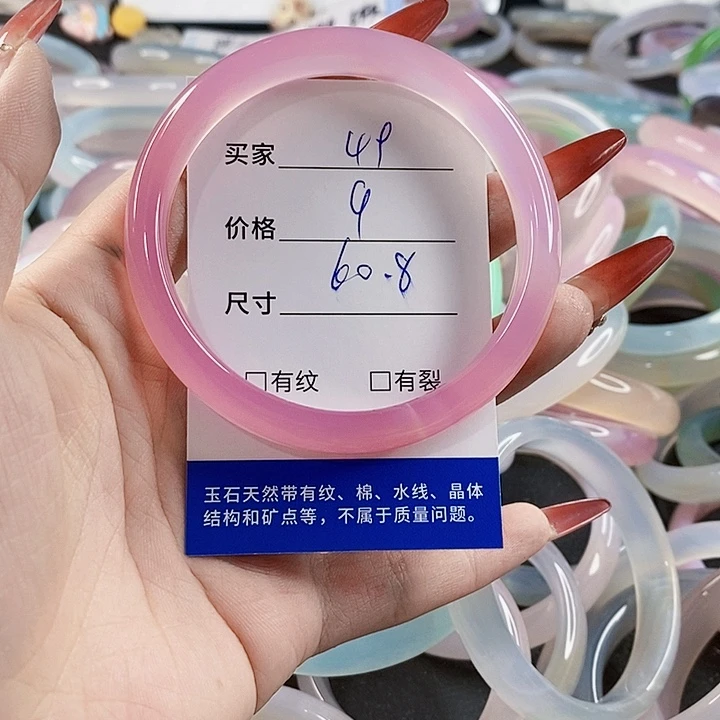 买家 49
价格 9
尺寸 60.8
□有纹 □有裂
玉石天然带有纹、棉、水线、晶体
结构和矿点等，不属于质量问题。